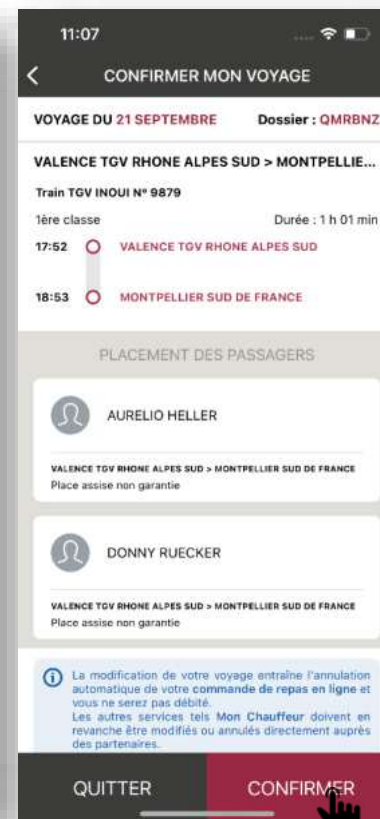 11:07
CONFIRMER MON VOYAGE
VOYAGE DU 21 SEPTEMBRE Dossier : QMRBNZ
VALENCE TGV RHONE ALPES SUD > MONTPELLIE...
Train TGV INOUI N° 9879
1ère classe Durée : 1 h 01 min
17:52 VALENCE TGV RHONE ALPES SUD
18:53 MONTPELLIER SUD DE FRANCE
PLACEMENT DES PASSAGERS
AURELIO HELLER
VALENCE TGV RHONE ALPES SUD > MONTPELLIER SUD DE FRANCE
Place assise non garantie
DONNY RUECKER
VALENCE TGV RHONE ALPES SUD > MONTPELLIER SUD DE FRANCE
Place assise non garantie
La modification de votre voyage entraîne l'annulation
automatique de votre commande de repas en ligne et
vous ne serez pas débité.
Les autres services tels Mon Chauffeur doivent en
revanche être modifiés ou annulés directement auprès
des partenaires.
QUITTER CONFIRMER